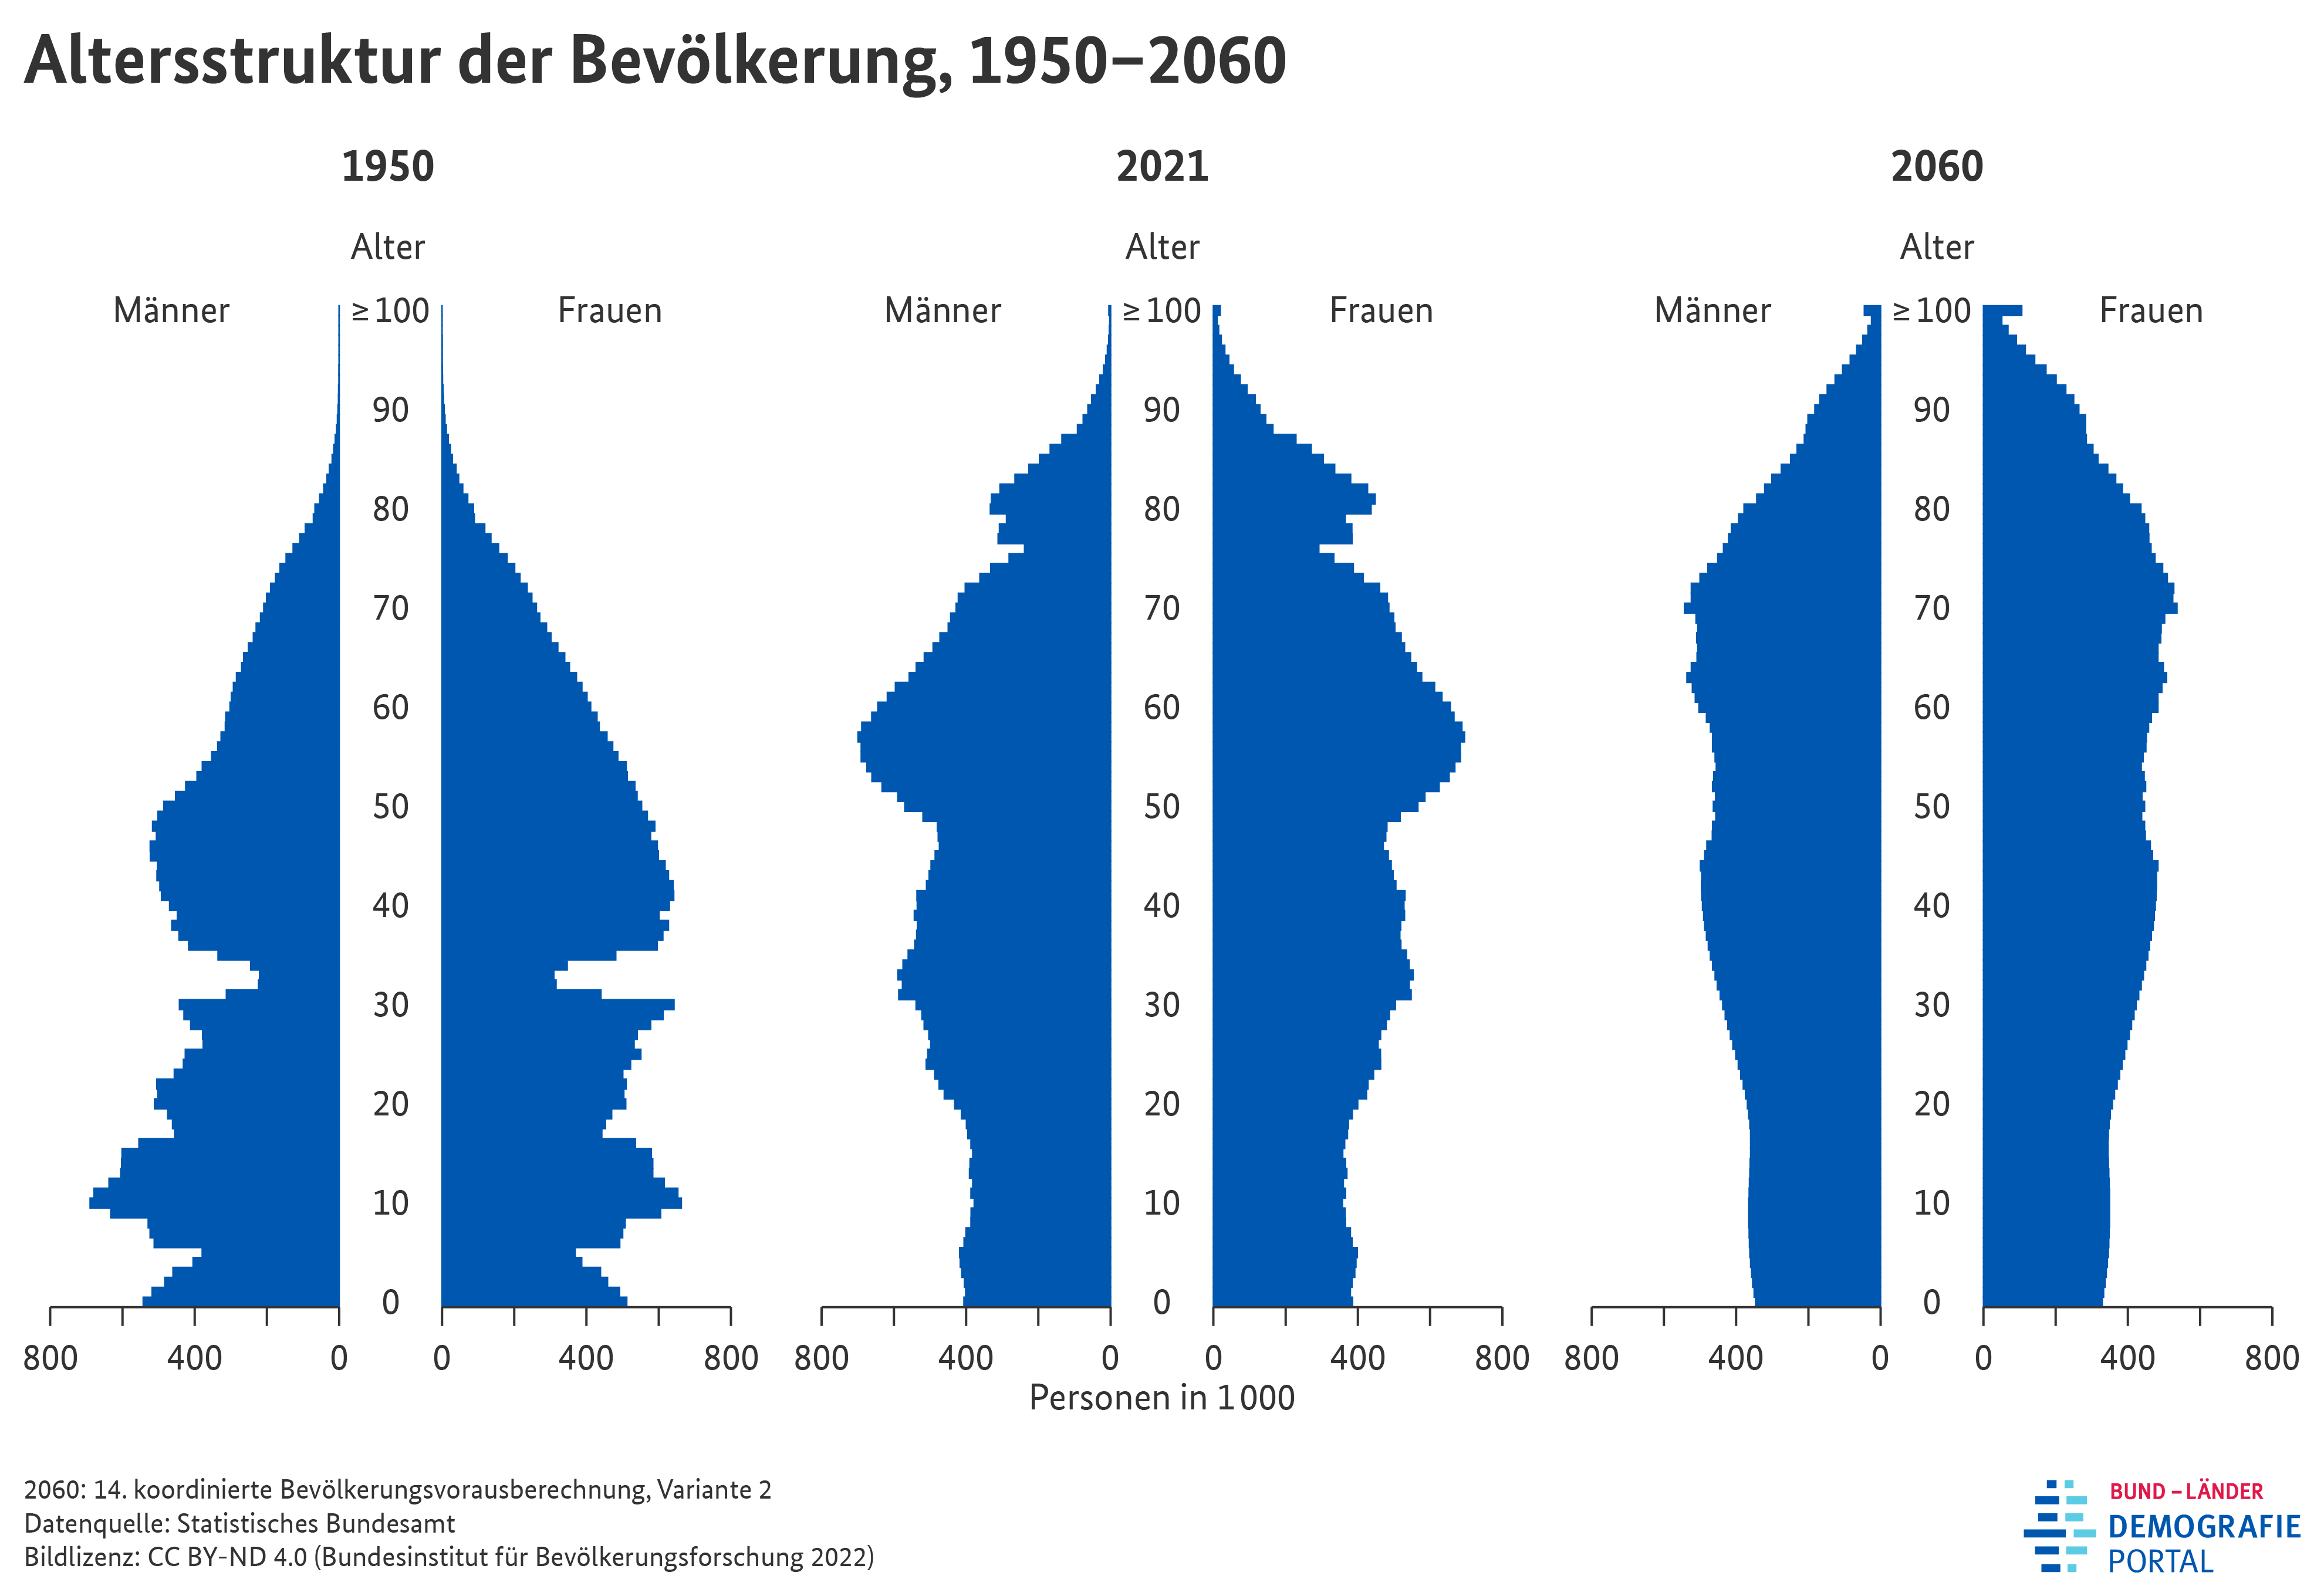 Altersstruktur der Bevölkerung, 1950–2060
1950 2021 2060
Alter Alter Alter
Männer ≥ 100 Frauen Männer ≥ 100 Frauen Männer ≥ 100 Frauen
90 90 90
80 80 80
70 70 70
60 60 60
50 50 50
40 40 40
30 30 30
20 20 20
10 10 10
0 0 0
800 400 0 0 400 800 800 400 0 0 400 800 800 400 0 0 400 800
Personen in 1 000
2060: 14. koordinierte Bevölkerungsvorausberechnung, Variante 2
Datenquelle: Statistisches Bundesamt
Bildlizenz: CC BY-ND 4.0 (Bundesinstitut für Bevölkerungsforschung 2022)
BUND – LÄNDER
DEMOGRAFIE
PORTAL